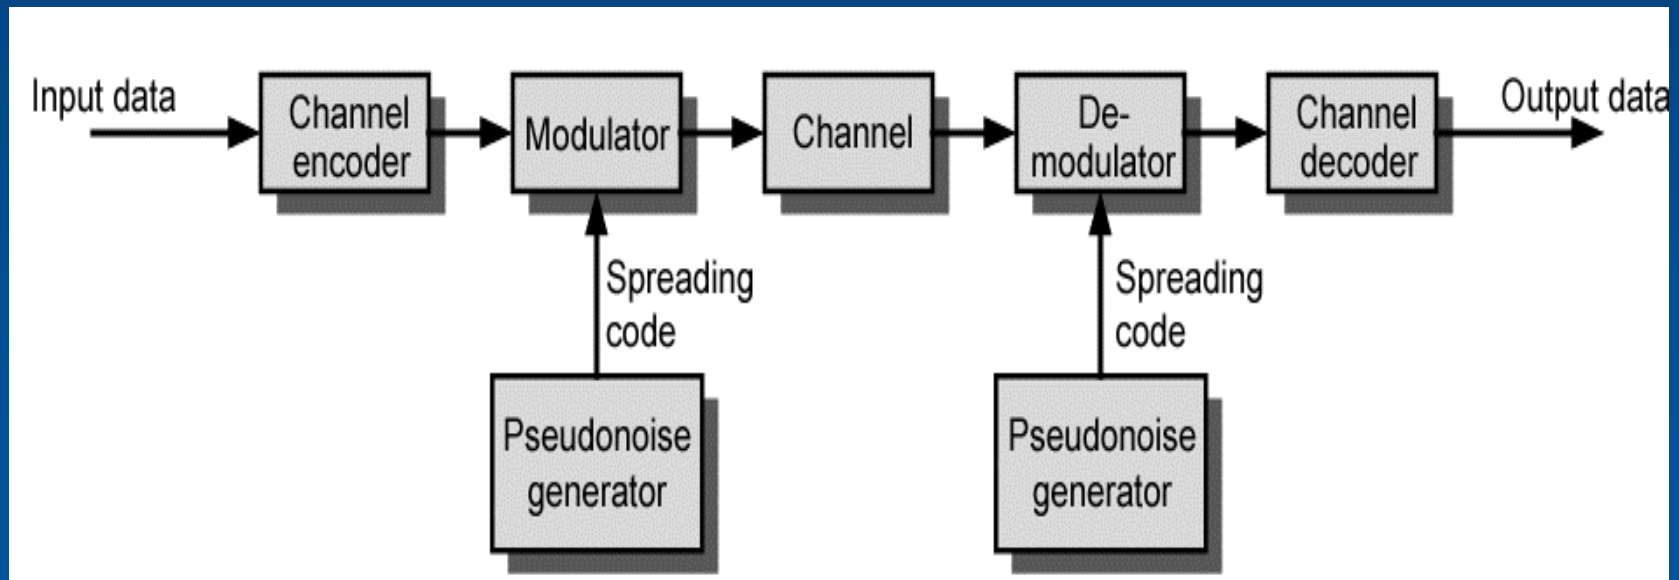 Input data
Channel
encoder
Modulator
Channel
De-
modulator
Channel
decoder
Output data
Spreading
code
Spreading
code
Pseudonoise
generator
Pseudonoise
generator